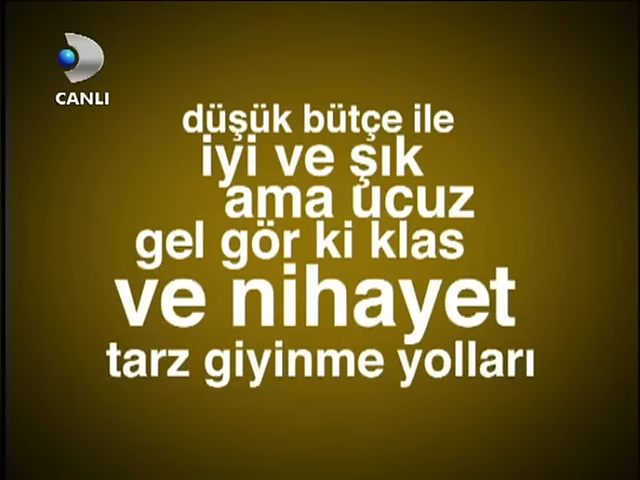 CANLI
düşük bütçe ile
iyi ve şık
ama ucuz
gel gör ki klas
ve nihayet
tarz giyinme yolları